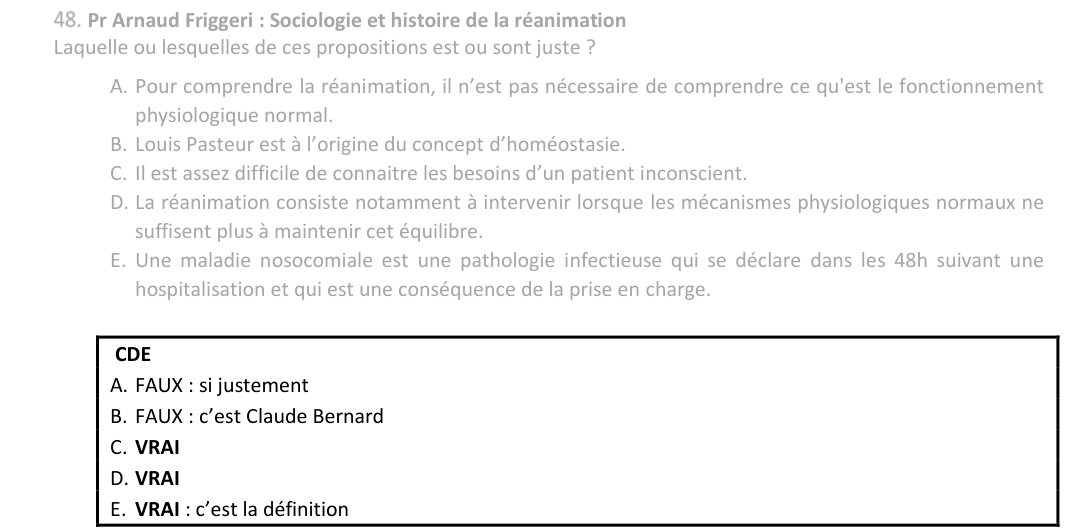 48. Pr Arnaud Friggeri : Sociologie et histoire de la réanimation
Laquelle ou lesquelles de ces propositions est ou sont juste ?
A. Pour comprendre la réanimation, il n’est pas nécessaire de comprendre ce qu'est le fonctionnement
physiologique normal.
B. Louis Pasteur est à l’origine du concept d’homéostasie.
C. Il est assez difficile de connaitre les besoins d’un patient inconscient.
D. La réanimation consiste notamment à intervenir lorsque les mécanismes physiologiques normaux ne
suffisent plus à maintenir cet équilibre.
E. Une maladie nosocomiale est une pathologie infectieuse qui se déclare dans les 48h suivant une
hospitalisation et qui est une conséquence de la prise en charge.
CDE
A. FAUX : si justement
B. FAUX : c’est Claude Bernard
C. VRAI
D. VRAI
E. VRAI : c’est la définition